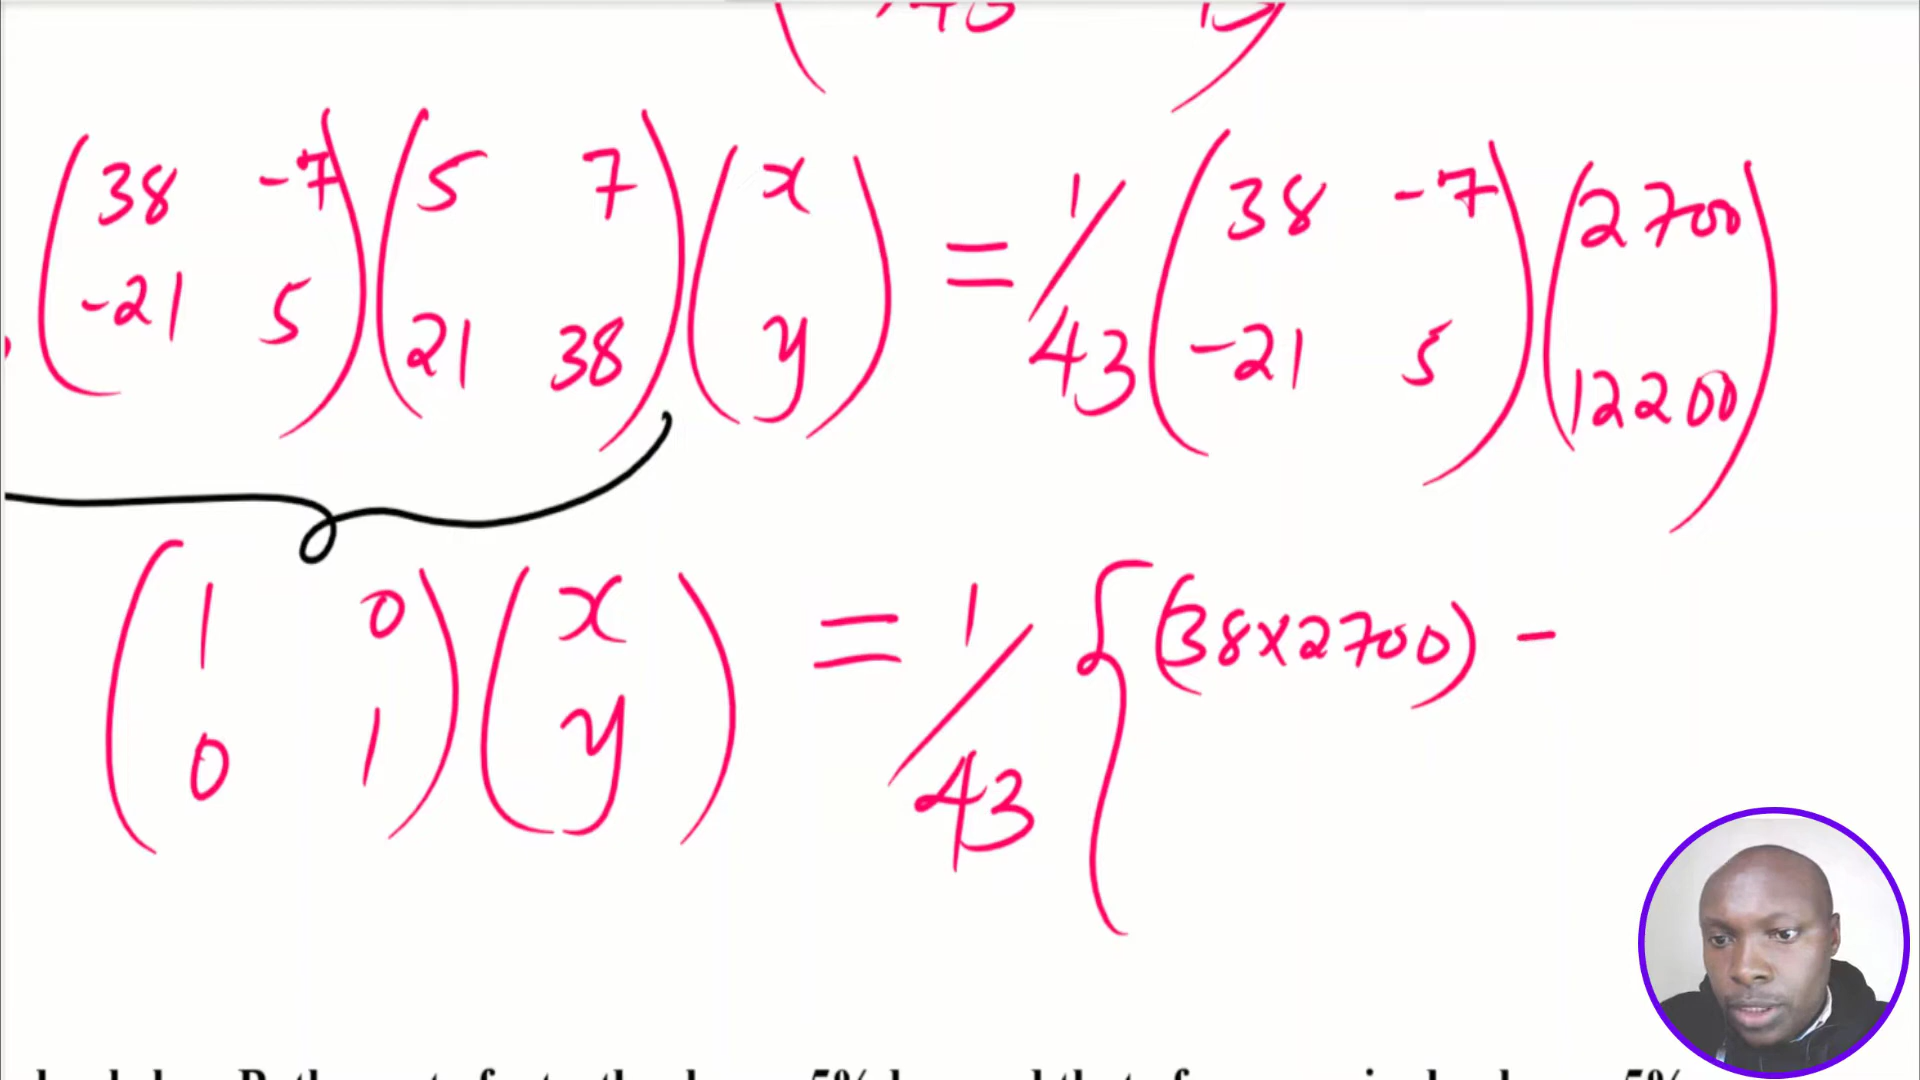 38 -7 5 7 x = 1/43 38 -7 2700
-21 5 21 38 y -21 5 12200
1 0 x = 1/43 { (38×2700) -
0 1 y